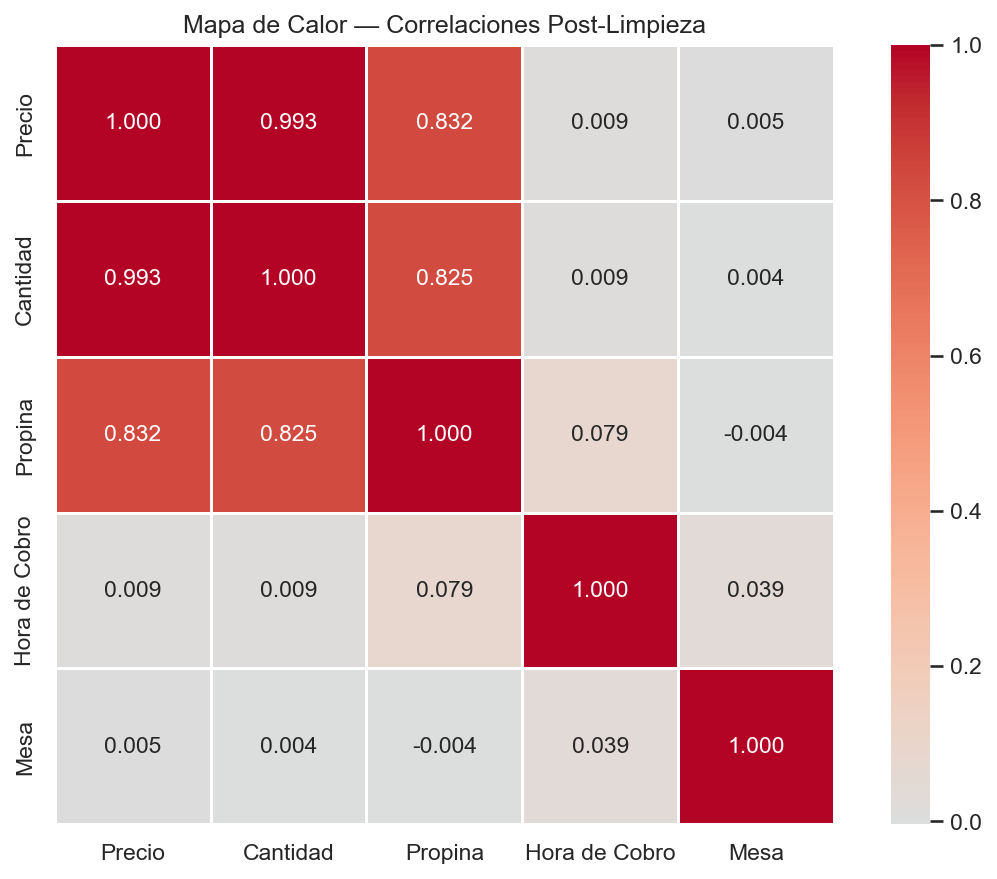 Mapa de Calor — Correlaciones Post-Limpieza
Precio
1.000 0.993 0.832 0.009 0.005
Cantidad
0.993 1.000 0.825 0.009 0.004
Propina
0.832 0.825 1.000 0.079 -0.004
Hora de Cobro
0.009 0.009 0.079 1.000 0.039
Mesa
0.005 0.004 -0.004 0.039 1.000
Precio Cantidad Propina Hora de Cobro Mesa
1.0
0.8
0.6
0.4
0.2
0.0